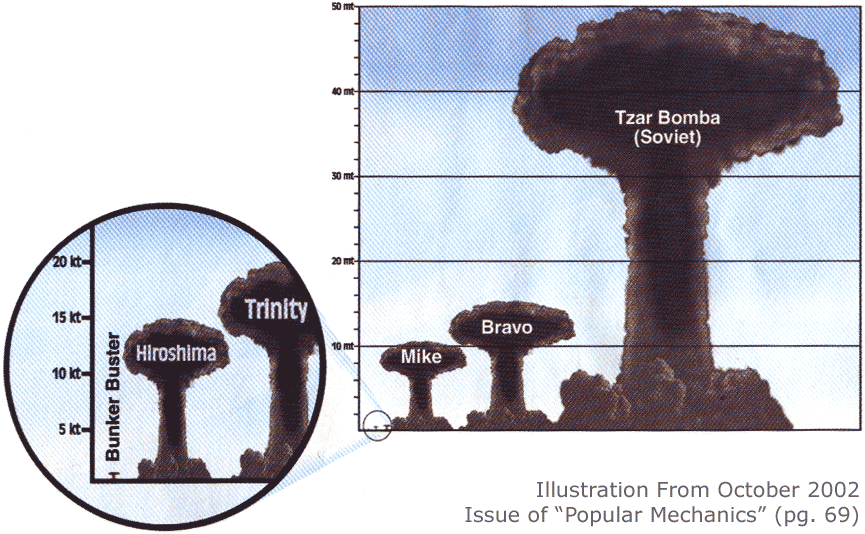 50 mt
40 mt
30 mt
20 mt
10 mt
Tzar Bomba
(Soviet)
Bravo
Mike
20 kt
15 kt
10 kt
5 kt
Bunker Buster
Hiroshima
Trinity
Illustration From October 2002
Issue of “Popular Mechanics” (pg. 69)